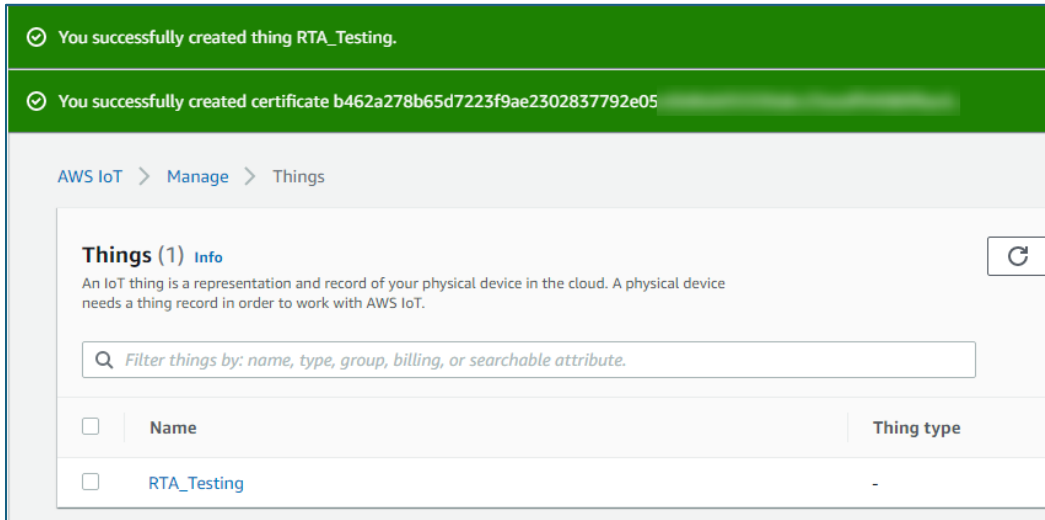 You successfully created thing RTA_Testing.
You successfully created certificate b462a278b65d7223f9ae2302837792e05
AWS IoT > Manage > Things
Things (1) Info
An IoT thing is a representation and record of your physical device in the cloud. A physical device
needs a thing record in order to work with AWS IoT.
Filter things by: name, type, group, billing, or searchable attribute.
Name Thing type
RTA_Testing -